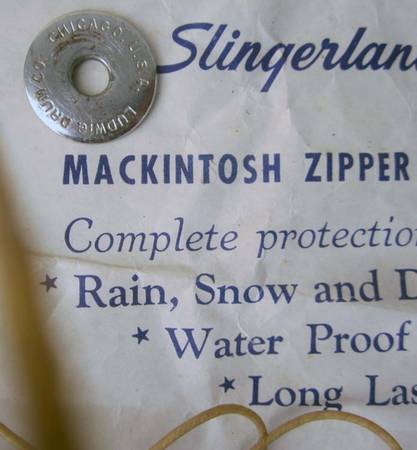 LUDWIG DRUM CO. CHICAGO, U.S.A.
Slingerlan
MACKINTOSH ZIPPER
Complete protectio
* Rain, Snow and D
* Water Proof
* Long Las